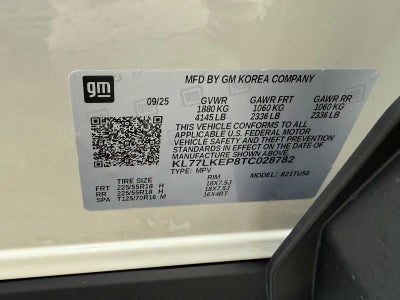 gm
MFD BY GM KOREA COMPANY
09/25 GVWR GAWR FRT GAWR RR
1880 KG 1060 KG 1060 KG
4145 LB 2336 LB 2336 LB
THIS VEHICLE CONFORMS TO ALL
APPLICABLE U.S. FEDERAL MOTOR
VEHICLE SAFETY AND THEFT PREVENTION
STANDARDS IN EFFECT ON THE DATE OF
MANUFACTURE SHOWN ABOVE.
KL77LKEP8TC028782
TYPE: MPV MODEL:
TIRE SIZE RIM
FRT 225/55R18 H 18X7.5J
RR 225/55R18 H 18X7.5J
SPA T125/70R16 M 16X4BT